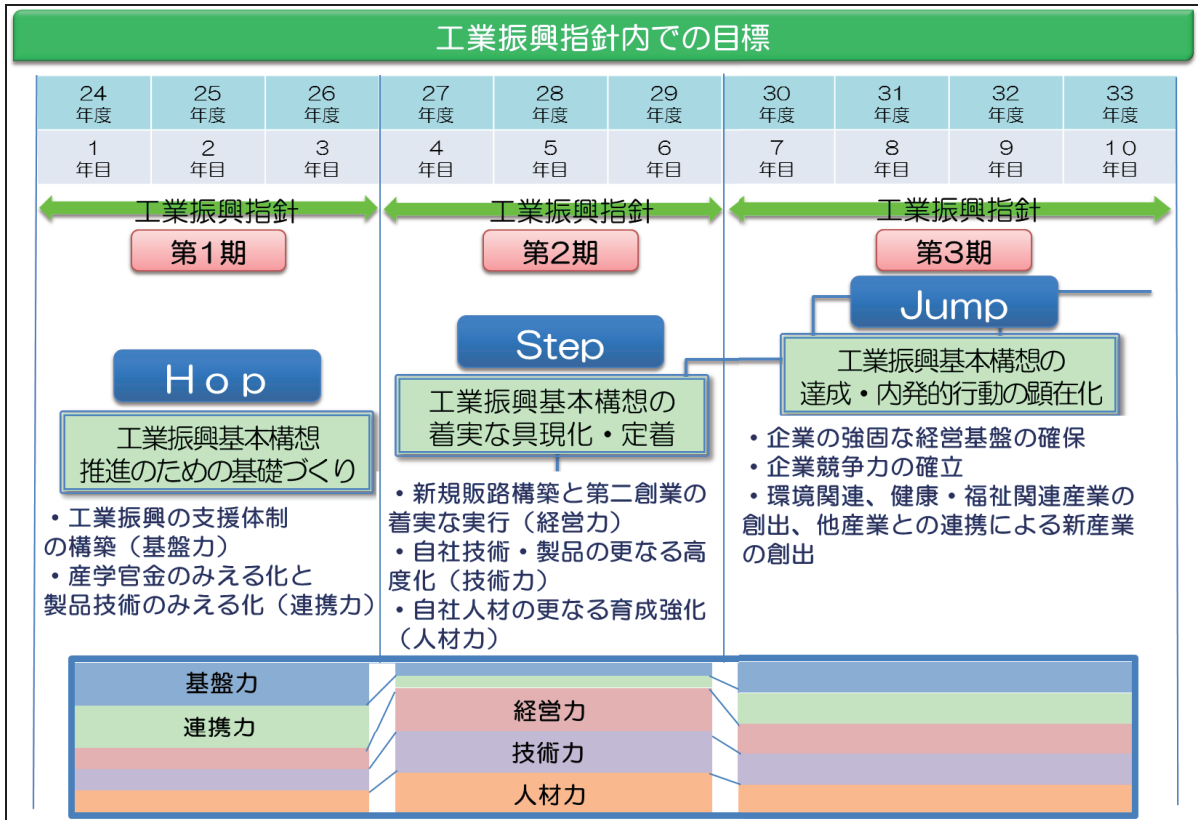 工業振興指針内での目標
24 25 26 27 28 29 30 31 32 33
年度 年度 年度 年度 年度 年度 年度 年度 年度 年度
1 2 3 4 5 6 7 8 9 10
年目 年目 年目 年目 年目 年目 年目 年目 年目 年目
工業振興指針 工業振興指針 工業振興指針
第1期 第2期 第3期
Hop
工業振興基本構想
推進のための基礎づくり
・工業振興の支援体制
の構築（基盤力）
・産学官金のみえる化と
製品技術のみえる化（連携力）
Step
工業振興基本構想の
着実な具現化・定着
・新規販路構築と第二創業の
着実な実行（経営力）
・自社技術・製品の更なる高
度化（技術力）
・自社人材の更なる育成強化
（人材力）
Jump
工業振興基本構想の
達成・内発的行動の顕在化
・企業の強固な経営基盤の確保
・企業競争力の確立
・環境関連、健康・福祉関連産業の
創出、他産業との連携による新産業
の創出
基盤力
連携力
経営力
技術力
人材力